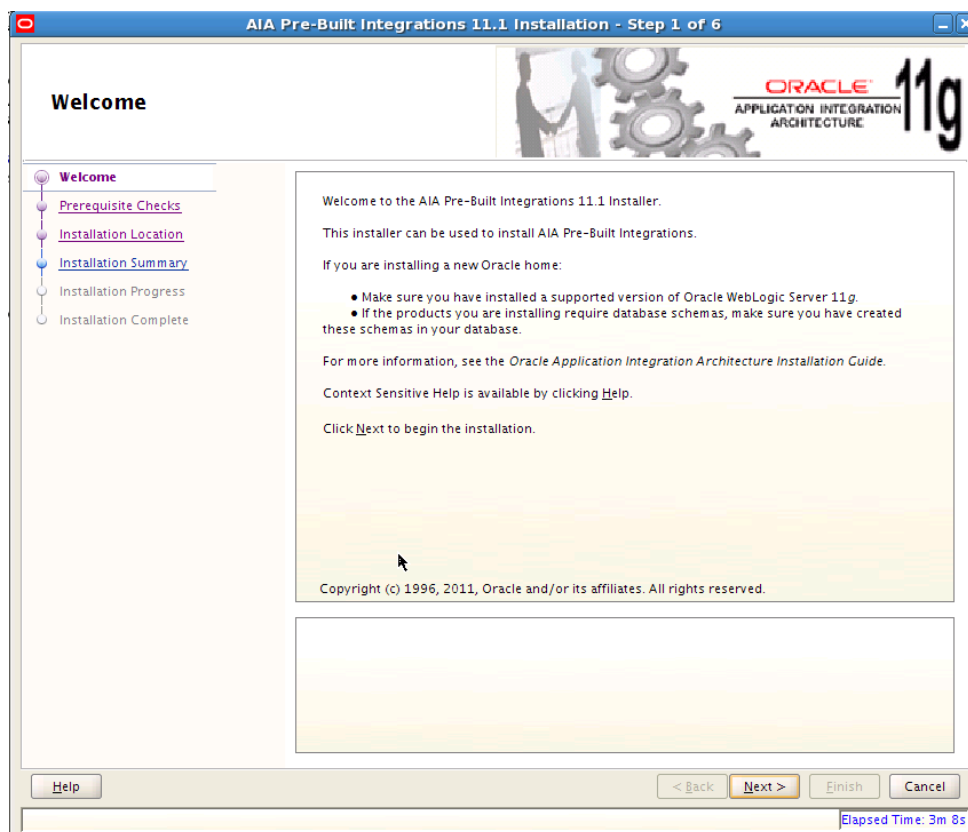 AIA Pre-Built Integrations 11.1 Installation - Step 1 of 6
Welcome
ORACLE
APPLICATION INTEGRATION
ARCHITECTURE
11g
Welcome
Prerequisite Checks
Installation Location
Installation Summary
Installation Progress
Installation Complete
Welcome to the AIA Pre-Built Integrations 11.1 Installer.
This installer can be used to install AIA Pre-Built Integrations.
If you are installing a new Oracle home:
● Make sure you have installed a supported version of Oracle WebLogic Server 11g.
● If the products you are installing require database schemas, make sure you have created
these schemas in your database.
For more information, see the Oracle Application Integration Architecture Installation Guide.
Context Sensitive Help is available by clicking Help.
Click Next to begin the installation.
Copyright (c) 1996, 2011, Oracle and/or its affiliates. All rights reserved.
Help
< Back
Next >
Finish
Cancel
Elapsed Time: 3m 8s